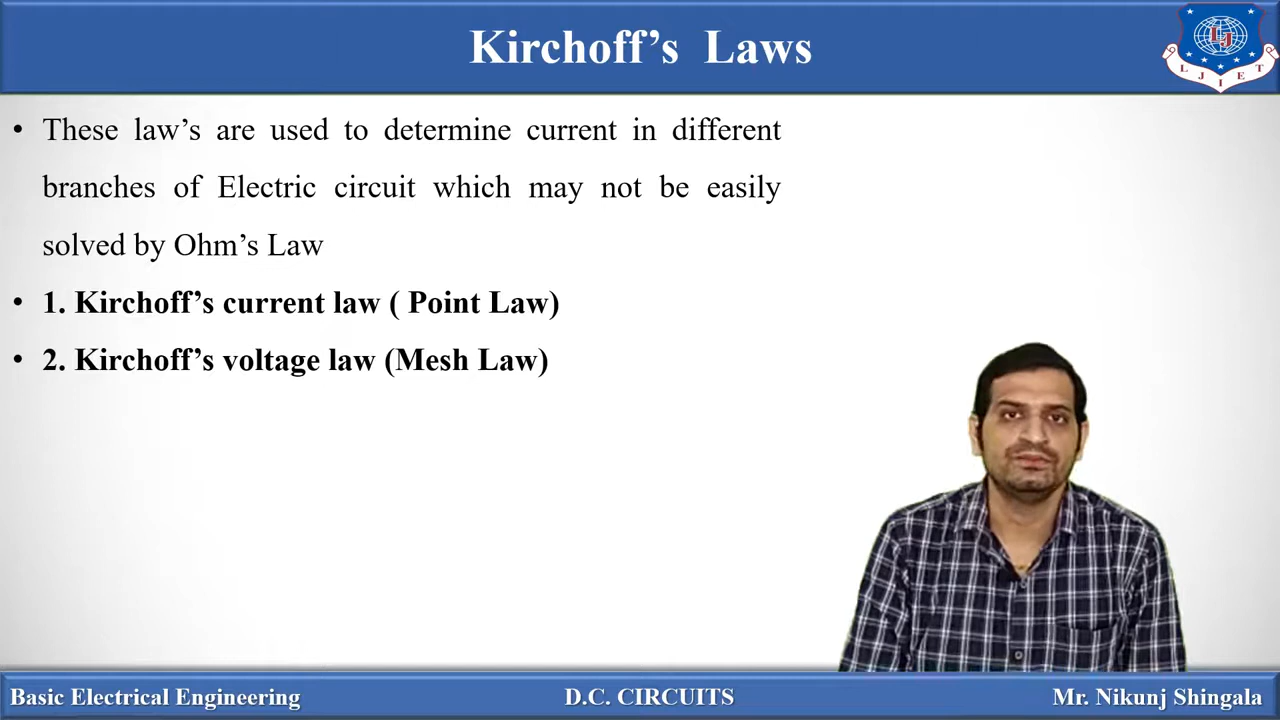 Kirchoff’s Laws
LJ
L J I E T
• These law’s are used to determine current in different
branches of Electric circuit which may not be easily
solved by Ohm’s Law
• 1. Kirchoff’s current law ( Point Law)
• 2. Kirchoff’s voltage law (Mesh Law)
Basic Electrical Engineering
D.C. CIRCUITS
Mr. Nikunj Shingala